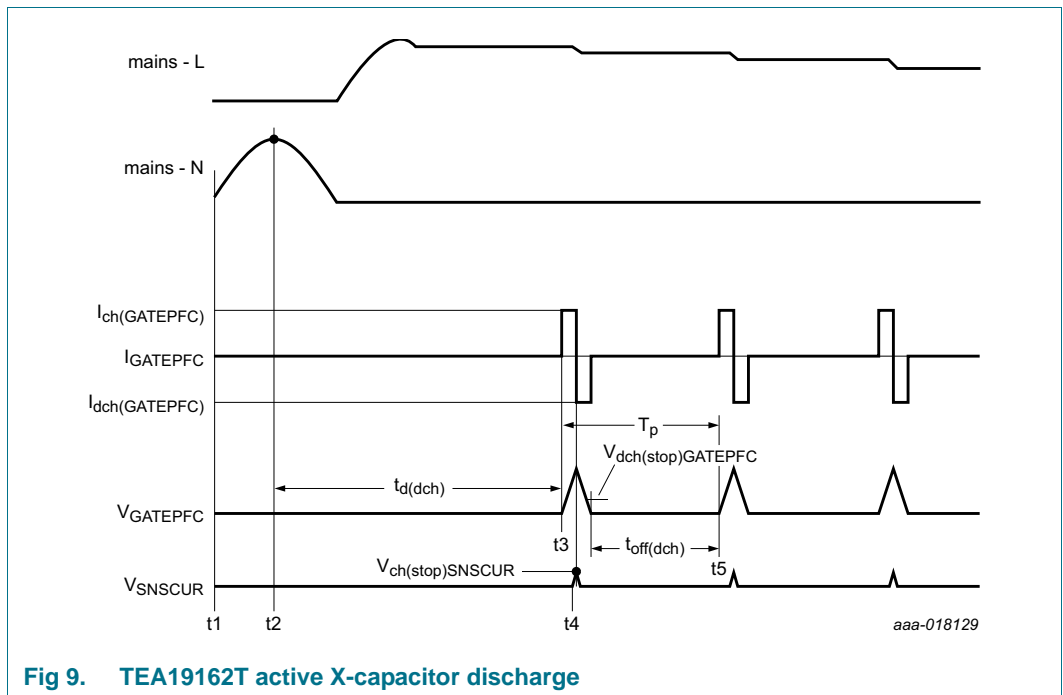 mains - L
mains - N
Ich(GATEPFC)
IGATEPFC
Idch(GATEPFC)
Tp
Vdch(stop)GATEPFC
td(dch)
VGATEPFC
t3
toff(dch)
t5
Vch(stop)SNSCUR
VSNSCUR
t1
t2
t4
aaa-018129
Fig 9. TEA19162T active X-capacitor discharge